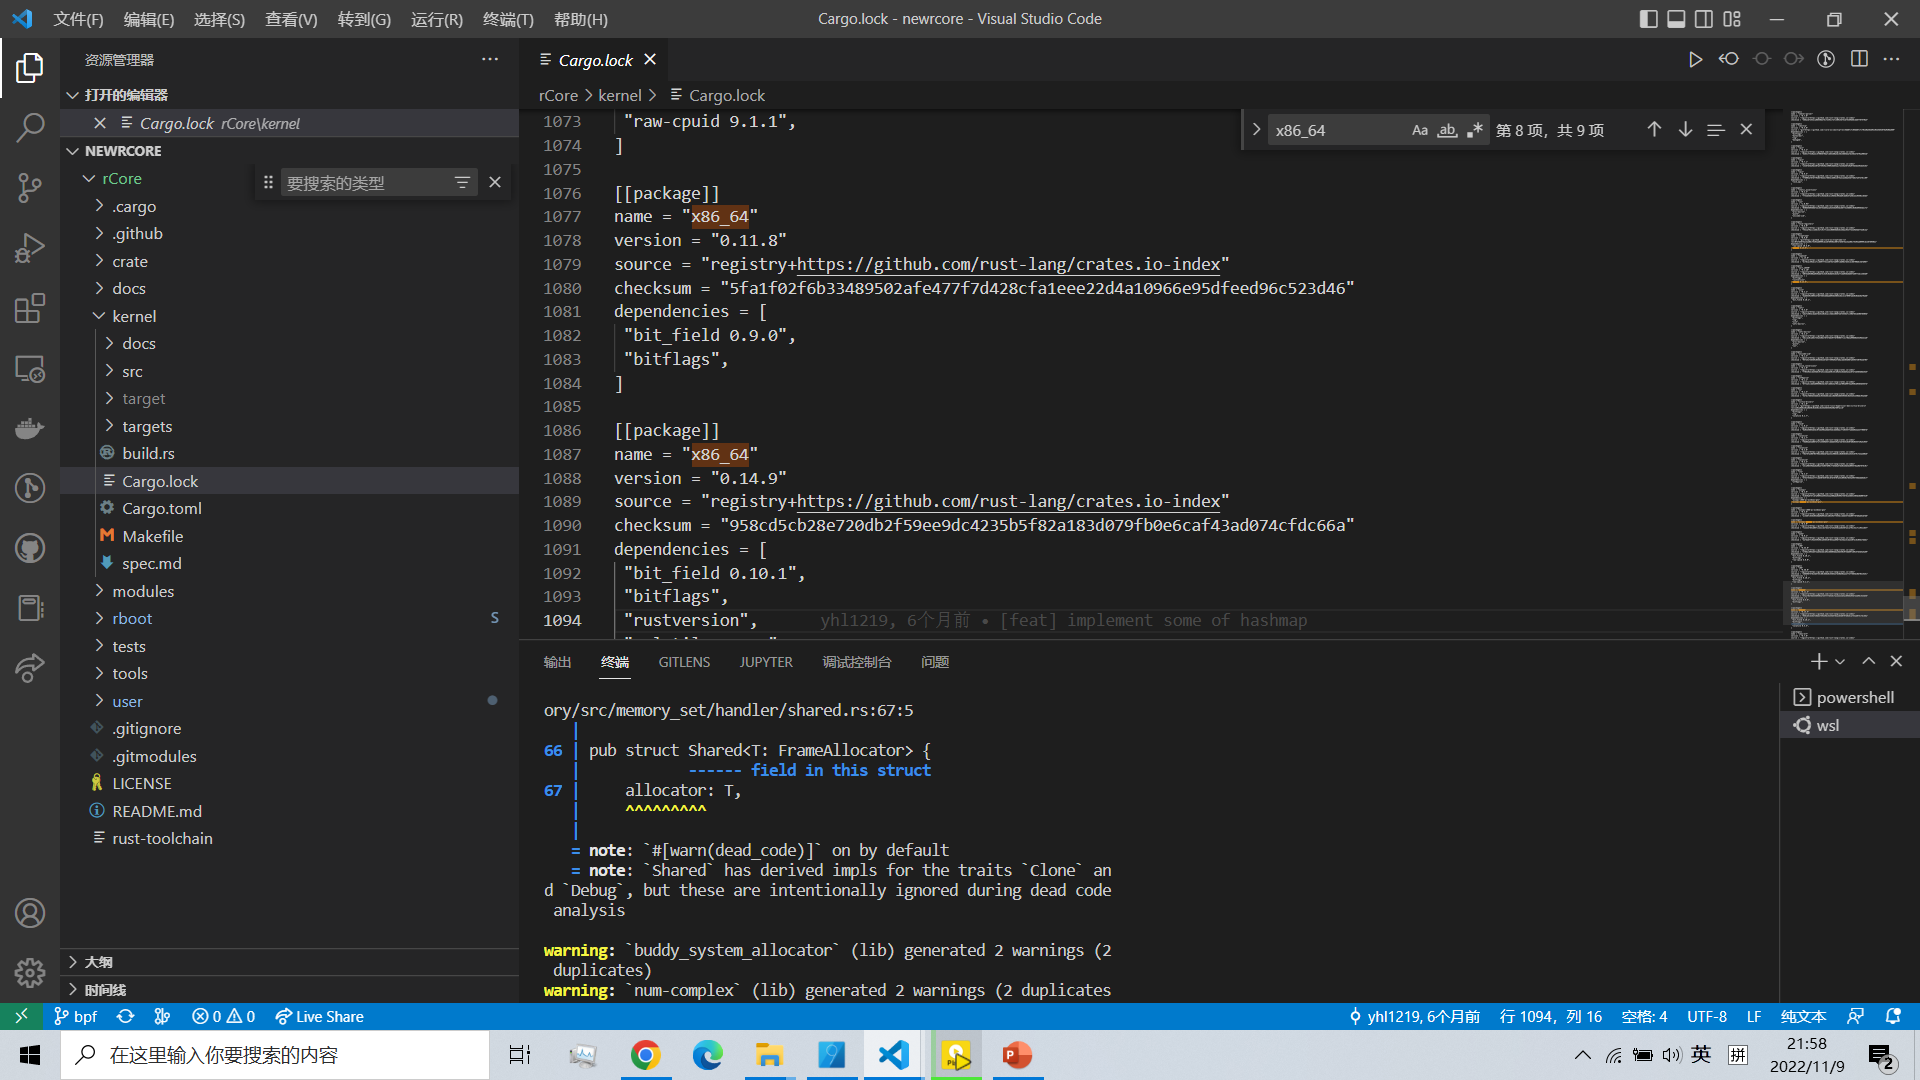 文件(F) 编辑(E) 选择(S) 查看(V) 转到(G) 运行(R) 终端(T) 帮助(H) Cargo.lock - newrcore - Visual Studio Code
资源管理器
打开的编辑器
Cargo.lock rCore\kernel
NEWRCORE
rCore
要搜索的类型
.cargo
.github
crate
docs
kernel
docs
src
target
targets
build.rs
Cargo.lock
Cargo.toml
Makefile
spec.md
modules
rboot S
tests
tools
user
.gitignore
.gitmodules
LICENSE
README.md
rust-toolchain
大纲
时间线
Cargo.lock
rCore > kernel > Cargo.lock
x86_64 Aa ab 第 8 项, 共 9 项
1073 "raw-cpuid 9.1.1",
1074 ]
1075
1076 [[package]]
1077 name = "x86_64"
1078 version = "0.11.8"
1079 source = "registry+https://github.com/rust-lang/crates.io-index"
1080 checksum = "5fa1f02f6b33489502afe477f7d428cfa1eee22d4a10966e95dfeed96c523d46"
1081 dependencies = [
1082 "bit_field 0.9.0",
1083 "bitflags",
1084 ]
1085
1086 [[package]]
1087 name = "x86_64"
1088 version = "0.14.9"
1089 source = "registry+https://github.com/rust-lang/crates.io-index"
1090 checksum = "958cd5cb28e720db2f59ee9dc4235b5f82a183d079fb0e6caf43ad074cfdc66a"
1091 dependencies = [
1092 "bit_field 0.10.1",
1093 "bitflags",
1094 "rustversion", yhl1219, 6个月前 • [feat] implement some of hashmap
输出 终端 GITLENS JUPYTER 调试控制台 问题
ory/src/memory_set/handler/shared.rs:67:5
|
66 | pub struct Shared<T: FrameAllocator> {
| ------ field in this struct
67 | allocator: T,
| ^^^^^^^^^
|
= note: `#[warn(dead_code)]` on by default
= note: `Shared` has derived impls for the traits `Clone` an
d `Debug`, but these are intentionally ignored during dead code
analysis
warning: `buddy_system_allocator` (lib) generated 2 warnings (2
duplicates)
warning: `num-complex` (lib) generated 2 warnings (2 duplicates
powershell
wsl
bpf 0 0 Live Share yhl1219, 6个月前 行 1094, 列 16 空格: 4 UTF-8 LF 纯文本
在这里输入你要搜索的内容
英 拼 21:58
2022/11/9
2